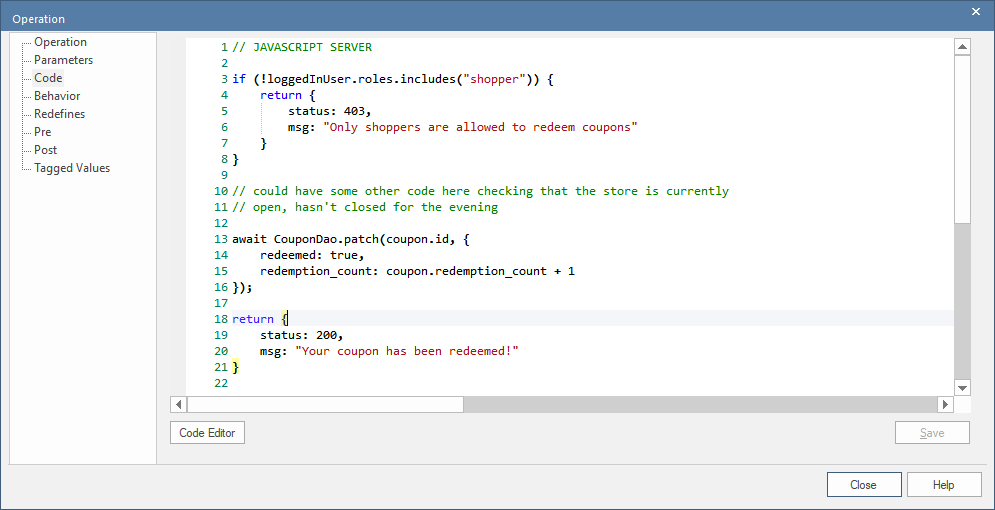 Operation
Operation
Parameters
Code
Behavior
Redefines
Pre
Post
Tagged Values
1 // JAVASCRIPT SERVER
2
3 if (!loggedInUser.roles.includes("shopper")) {
4     return {
5         status: 403,
6         msg: "Only shoppers are allowed to redeem coupons"
7     }
8 }
9
10 // could have some other code here checking that the store is currently
11 // open, hasn't closed for the evening
12
13 await CouponDao.patch(coupon.id, {
14     redeemed: true,
15     redemption_count: coupon.redemption_count + 1
16 });
17
18 return {
19     status: 200,
20     msg: "Your coupon has been redeemed!"
21 }
22
Code Editor
Save
Close
Help